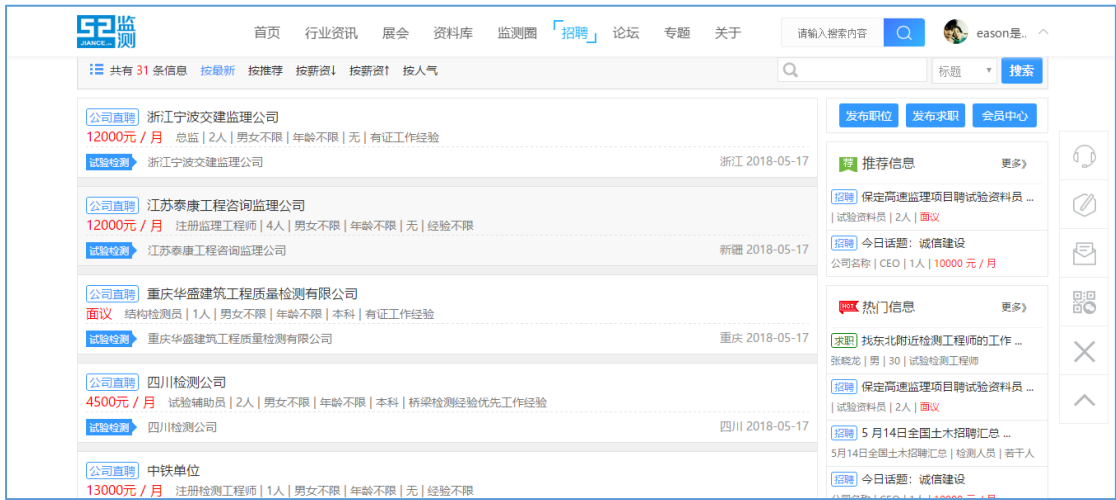 监测
JIANCE
首页 行业资讯 展会 资料库 监测圈 「招聘」 论坛 专题 关于
请输入搜索内容
eason是..
共有 31 条信息 按最新 按推荐 按薪资↓ 按薪资↑ 按人气
标题 搜索
公司直聘 浙江宁波交建监理公司
12000元 / 月 总监 | 2人 | 男女不限 | 年龄不限 | 无 | 有证工作经验
试验检测 浙江宁波交建监理公司 浙江 2018-05-17
公司直聘 江苏泰康工程咨询监理公司
12000元 / 月 注册监理工程师 | 4人 | 男女不限 | 年龄不限 | 无 | 经验不限
试验检测 江苏泰康工程咨询监理公司 新疆 2018-05-17
公司直聘 重庆华盛建筑工程质量检测有限公司
面议 结构检测员 | 1人 | 男女不限 | 年龄不限 | 本科 | 有证工作经验
试验检测 重庆华盛建筑工程质量检测有限公司 重庆 2018-05-17
公司直聘 四川检测公司
4500元 / 月 试验辅助员 | 2人 | 男女不限 | 年龄不限 | 本科 | 桥梁检测经验优先工作经验
试验检测 四川检测公司 四川 2018-05-17
公司直聘 中铁单位
13000元 / 月 注册检测工程师 | 1人 | 男女不限 | 年龄不限 | 无 | 经验不限
发布职位 发布求职 会员中心
荐 推荐信息 更多》
招聘 保定高速监理项目聘试验资料员 ...
| 试验资料员 | 2人 | 面议
招聘 今日话题：诚信建设
公司名称 | CEO | 1人 | 10000 元 / 月
HOT 热门信息 更多》
求职 找东北附近检测工程师的工作 ...
张晓龙 | 男 | 30 | 试验检测工程师
招聘 保定高速监理项目聘试验资料员 ...
| 试验资料员 | 2人 | 面议
招聘 5 月14日全国土木招聘汇总 ...
5月14日全国土木招聘汇总 | 检测人员 | 若干人
招聘 今日话题：诚信建设
公司名称 | CEO | 1人 | 10000 元 / 月